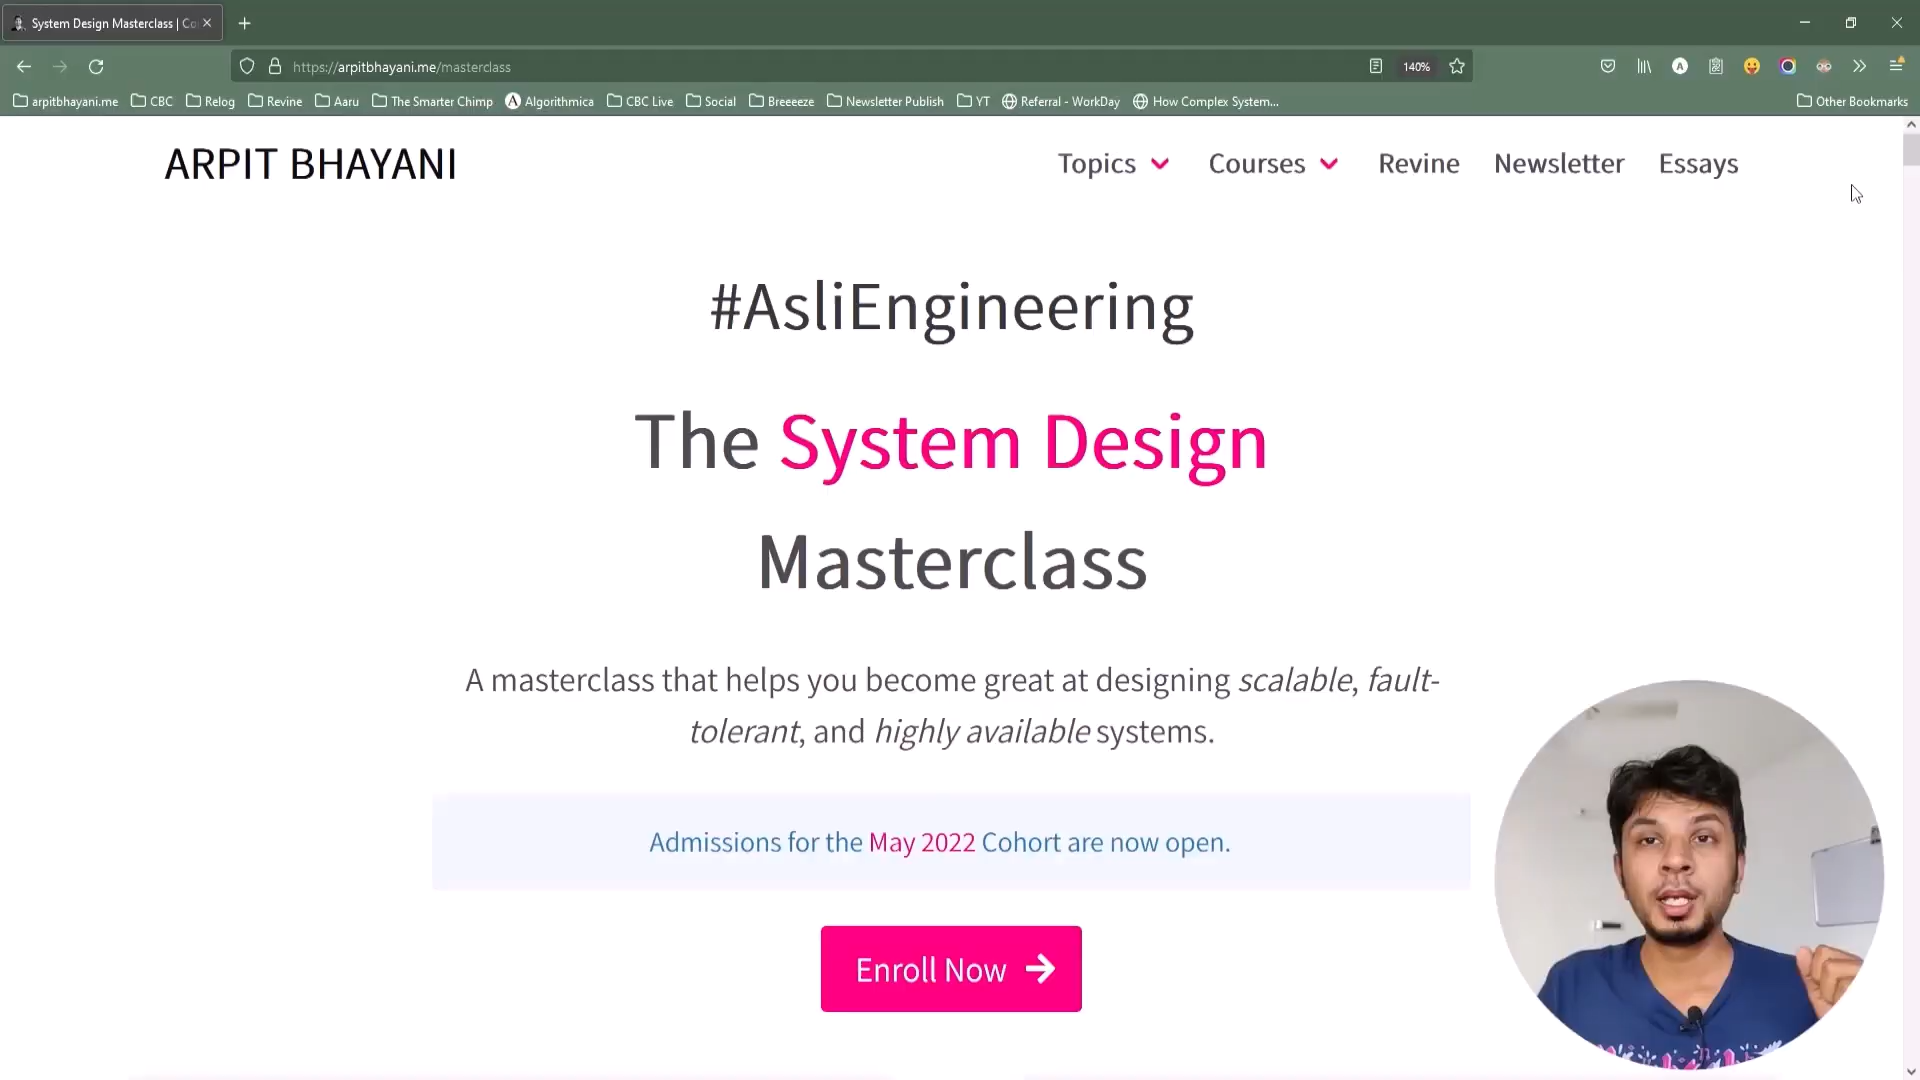 System Design Masterclass | Co
https://arpitbhayani.me/masterclass
140%
arpitbhayani.me
CBC
Relog
Revine
Aaru
The Smarter Chimp
Algorithmica
CBC Live
Social
Breeeeze
Newsletter Publish
YT
Referral - WorkDay
How Complex System...
Other Bookmarks
ARPIT BHAYANI
Topics
Courses
Revine
Newsletter
Essays
#AsliEngineering
The System Design
Masterclass
A masterclass that helps you become great at designing scalable, fault-
tolerant, and highly available systems.
Admissions for the May 2022 Cohort are now open.
Enroll Now